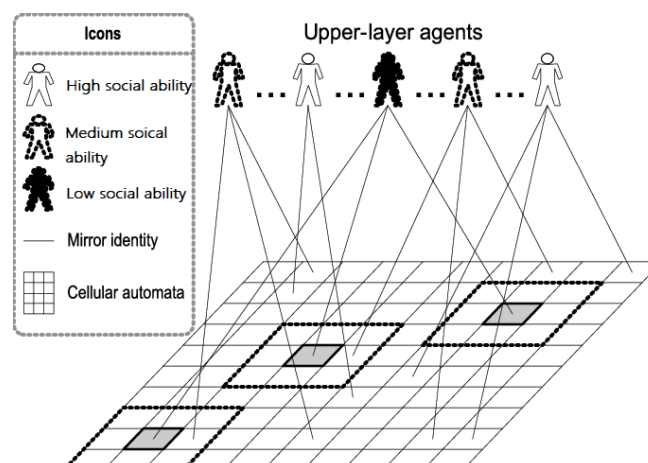 Icons
Upper-layer agents
High social ability
Medium soical
ability
Low social ability
Mirror identity
Cellular automata